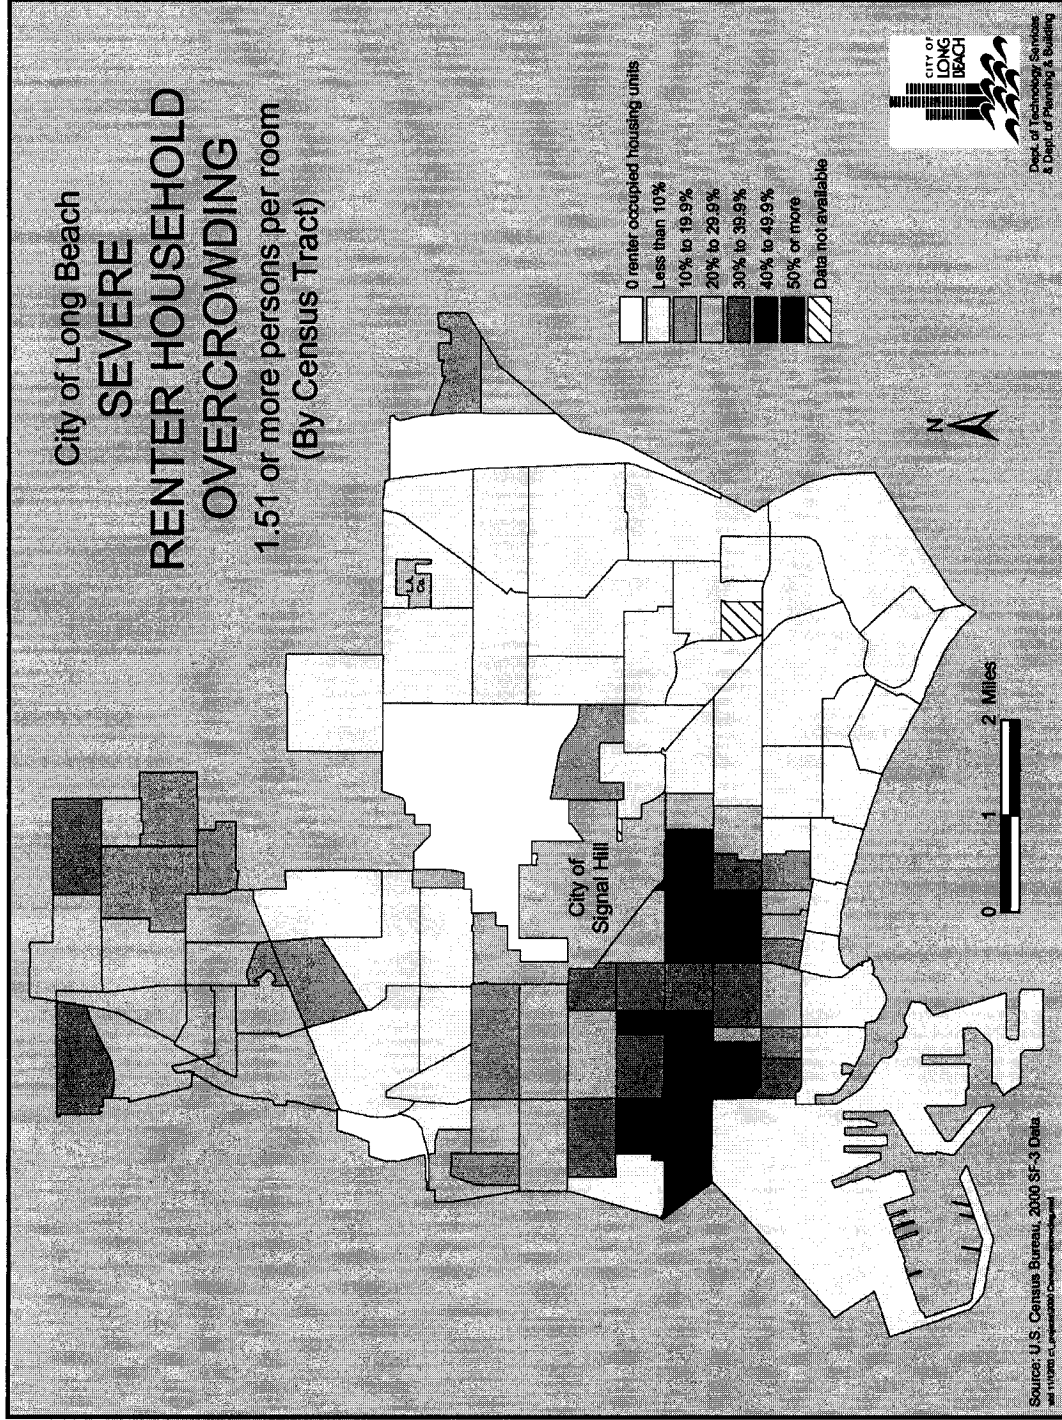 City of Long Beach
SEVERE
RENTER HOUSEHOLD
OVERCROWDING
1.51 or more persons per room
(By Census Tract)
L.A.
Co.
City of
Signal Hill
0 renter occupied housing units
Less than 10%
10% to 19.9%
20% to 29.9%
30% to 39.9%
40% to 49.9%
50% or more
Data not available
N
0 1 2 Miles
CITY OF
LONG
BEACH
Dept. of Technology Services
& Dept. of Planning & Building
Source: U.S. Census Bureau, 2000 SF-3 Data